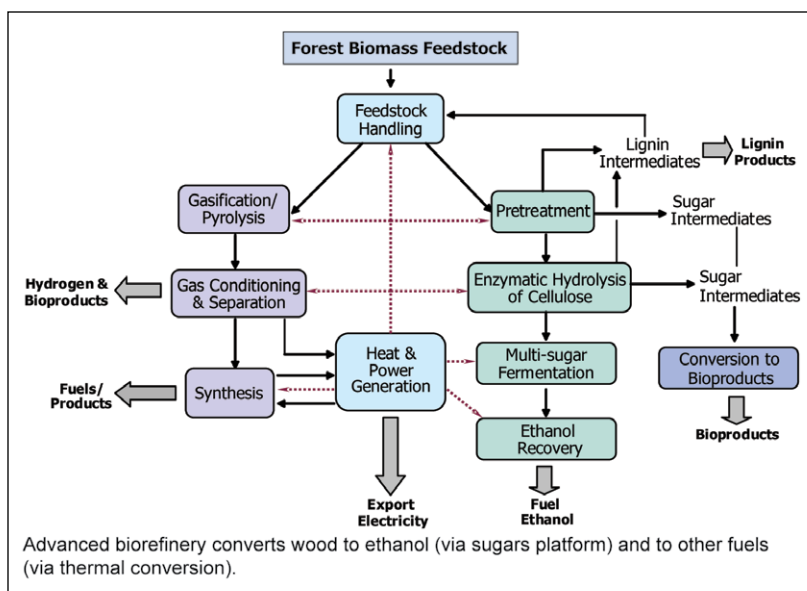 Forest Biomass Feedstock
Feedstock
Handling
Lignin
Intermediates
Lignin
Products
Gasification/
Pyrolysis
Pretreatment
Sugar
Intermediates
Hydrogen &
Bioproducts
Gas Conditioning
& Separation
Enzymatic Hydrolysis
of Cellulose
Sugar
Intermediates
Heat &
Power
Generation
Multi-sugar
Fermentation
Conversion to
Bioproducts
Fuels/
Products
Synthesis
Ethanol
Recovery
Bioproducts
Export
Electricity
Fuel
Ethanol
Advanced biorefinery converts wood to ethanol (via sugars platform) and to other fuels
(via thermal conversion).